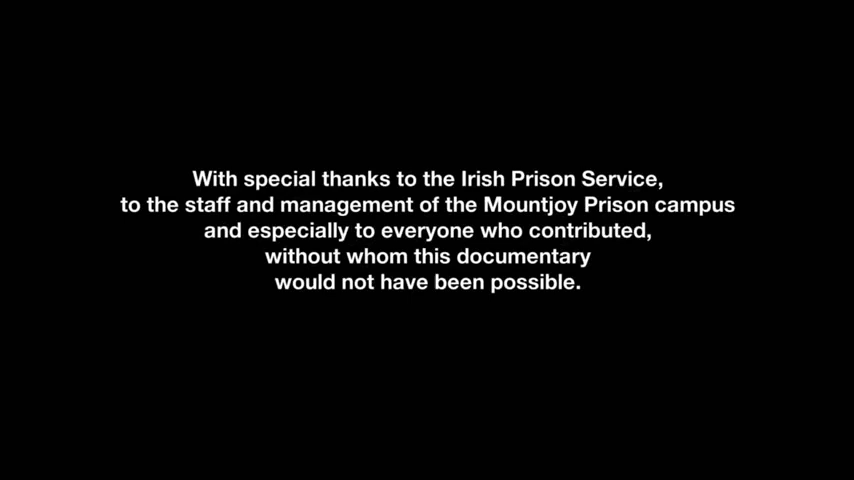 With special thanks to the Irish Prison Service,
to the staff and management of the Mountjoy Prison campus
and especially to everyone who contributed,
without whom this documentary
would not have been possible.